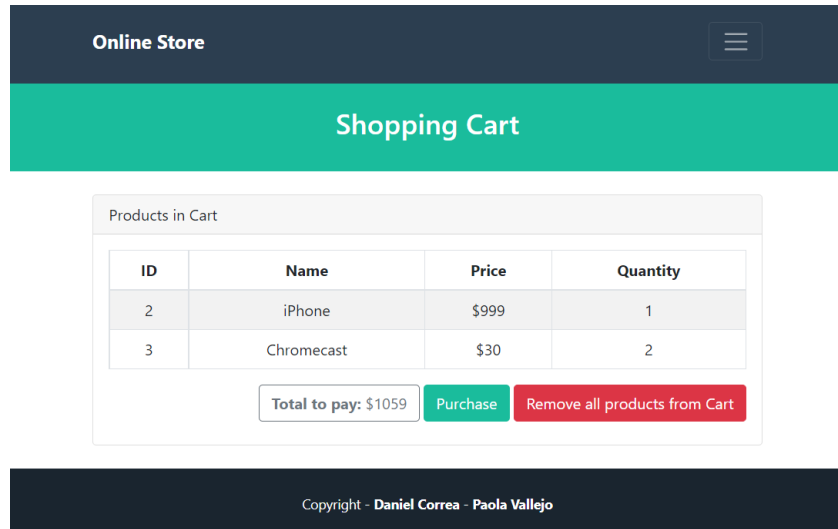 Online Store
Shopping Cart
Products in Cart
ID Name Price Quantity
2 iPhone $999 1
3 Chromecast $30 2
Total to pay: $1059 Purchase Remove all products from Cart
Copyright - Daniel Correa - Paola Vallejo